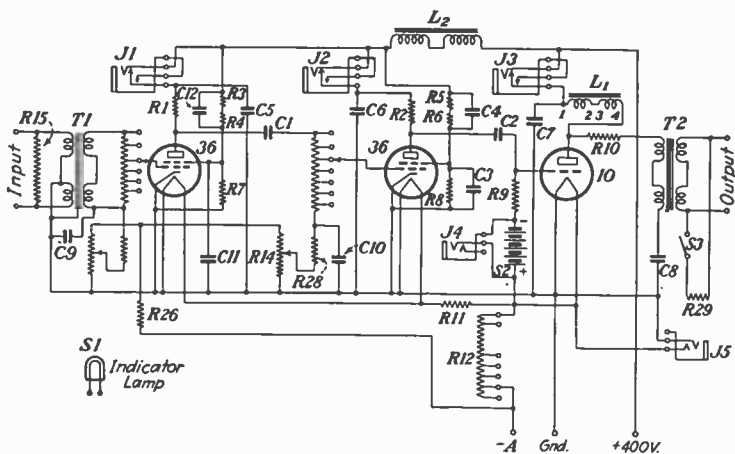 L2
J1
J2
J3
L1
R1
C12
R3
R4
C5
C6
R2
R5
R6
C4
C2
C7
1 2 3 4
R15
T1
C1
36
36
10
R10
T2
Input
R7
C3
R8
R9
Output
C9
C11
R14
R28
C10
J4
-
S2
+
C8
S3
R29
R26
R11
R12
J5
S1
Indicator
Lamp
-A
Gnd.
+400V.